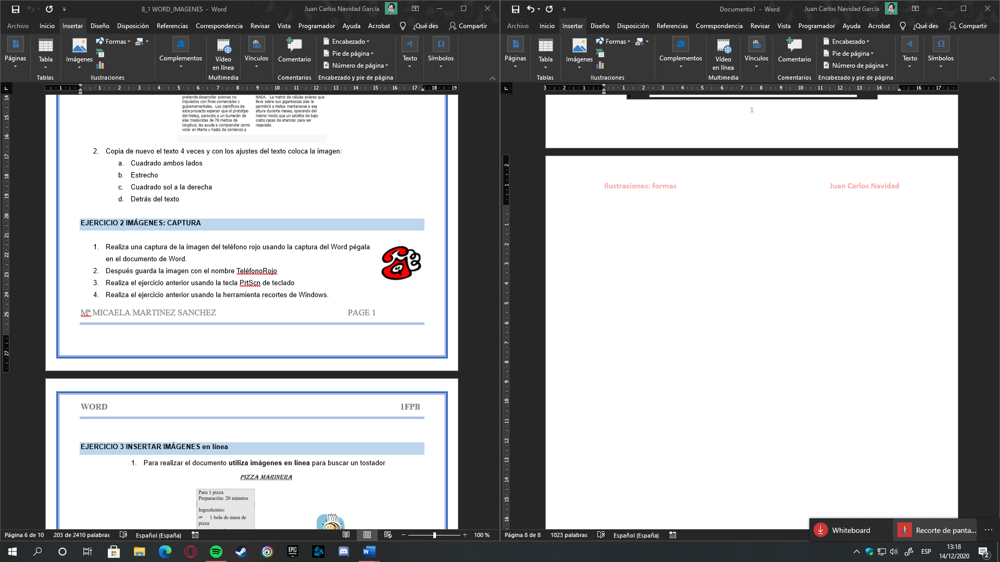 8_1 WORD_IMAGENES - Word
Juan Carlos Navidad García
Archivo Inicio Insertar Diseño Disposición Referencias Correspondencia Revisar Vista Programador Ayuda Acrobat ¿Qué des Compartir
Páginas
Tabla
Imágenes
Formas
Complementos
Vídeo
en línea
Vínculos
Comentario
Encabezado
Pie de página
Número de página
Texto
Símbolos
Tablas Ilustraciones Multimedia Comentarios Encabezado y pie de página
pretende desarrollar aviones no
tripulados con fines comerciales y
gubernamentales. Los científicos de
este proyecto esperan que el prototipo
del Helios, parecido a un bumerán de
alas traslúcidas de 76 metros de
longitud, les ayude a comprender como
volar en Marte y hasta de comienzo a
NASA. La matriz de células solares que
lleva sobre sus gigantescas alas le
permitirá a Helios mantenerse a esa
altura durante meses, operando del
mismo modo que un satélite de bajo
costo capaz de aterrizar para ser
reparado.
2. Copia de nuevo el texto 4 veces y con los ajustes del texto coloca la imagen:
a. Cuadrado ambos lados
b. Estrecho
c. Cuadrado sol a la derecha
d. Detrás del texto
EJERCICIO 2 IMÁGENES: CAPTURA
1. Realiza una captura de la imagen del teléfono rojo usando la captura del Word pégala
en el documento de Word.
2. Después guarda la imagen con el nombre TeléfonoRojo
3. Realiza el ejercicio anterior usando la tecla PrtScn de teclado
4. Realiza el ejercicio anterior usando la herramienta recortes de Windows.
Mª MICAELA MARTINEZ SANCHEZ PAGE 1
WORD 1FPB
EJERCICIO 3 INSERTAR IMÁGENES en línea
1. Para realizar el documento utiliza imágenes en línea para buscar un tostador
PIZZA MARINERA
Para 1 pizza
Preparación: 20 minutos
Ingredientes:
☞ 1 bola de masa de
pizza
Página 6 de 10 203 de 2410 palabras Español (España) 100 %
Documento1 - Word
Juan Carlos Navidad García
Archivo Inicio Insertar Diseño Disposición Referencias Correspondencia Revisar Vista Programador Ayuda Acrobat ¿Qué des Compartir
Páginas
Tabla
Imágenes
Formas
Complementos
Vídeo
en línea
Vínculos
Comentario
Encabezado
Pie de página
Número de página
Texto
Símbolos
Tablas Ilustraciones Multimedia Comentarios Encabezado y pie de página
1
Ilustraciones: formas Juan Carlos Navidad
Página 8 de 8 1023 palabras Español (España)
Whiteboard
Recorte de panta...
EPIC GAMES
ESP
13:18
14/12/2020
2